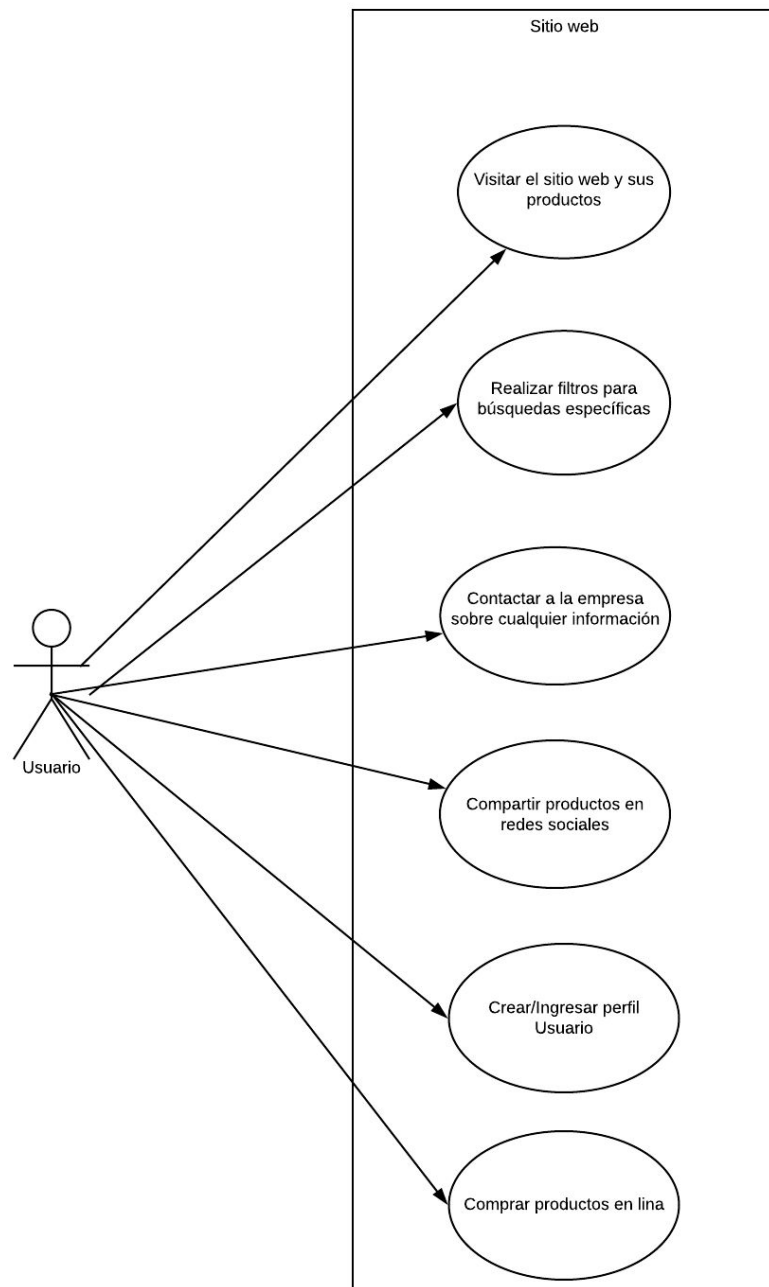 Sitio web
Visitar el sitio web y sus
productos
Realizar filtros para
búsquedas específicas
Contactar a la empresa
sobre cualquier información
Usuario
Compartir productos en
redes sociales
Crear/Ingresar perfil
Usuario
Comprar productos en lina